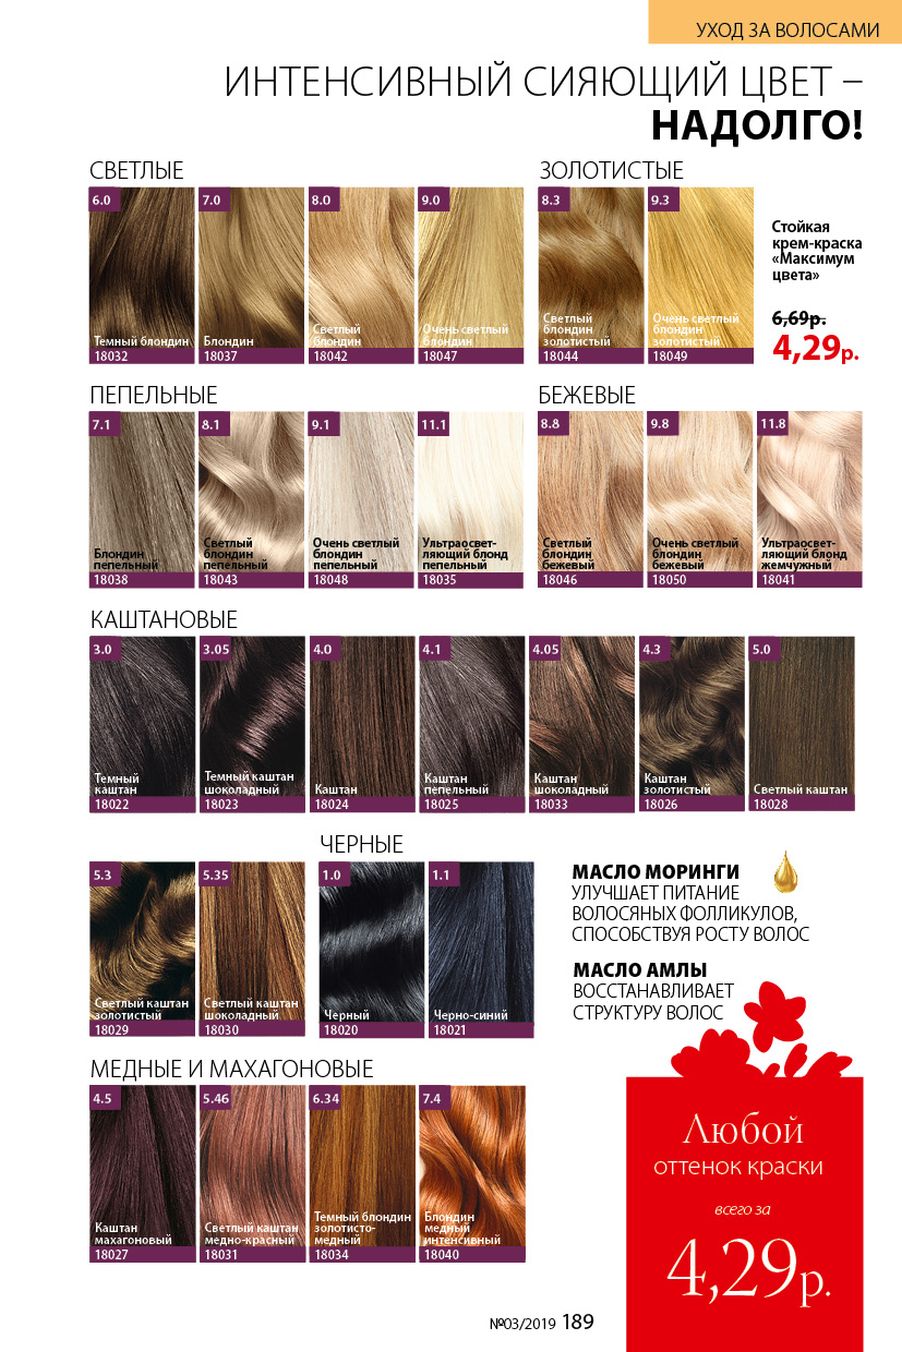 УХОД ЗА ВОЛОСАМИ
ИНТЕНСИВНЫЙ СИЯЮЩИЙ ЦВЕТ –
НАДОЛГО!
СВЕТЛЫЕ
6.0
Темный блондин
18032
7.0
Блондин
18037
8.0
Светлый
блондин
18042
9.0
Очень светлый
блондин
18047
ЗОЛОТИСТЫЕ
8.3
Светлый
блондин
золотистый
18044
9.3
Очень светлый
блондин
золотистый
18049
Стойкая
крем-краска
«Максимум
цвета»
6,69р.
4,29р.
ПЕПЕЛЬНЫЕ
7.1
Блондин
пепельный
18038
8.1
Светлый
блондин
пепельный
18043
9.1
Очень светлый
блондин
пепельный
18048
11.1
Ультраосвет-
ляющий блонд
пепельный
18035
БЕЖЕВЫЕ
8.8
Светлый
блондин
бежевый
18046
9.8
Очень светлый
блондин
бежевый
18050
11.8
Ультраосвет-
ляющий блонд
жемчужный
18041
КАШТАНОВЫЕ
3.0
Темный
каштан
18022
3.05
Темный каштан
шоколадный
18023
4.0
Каштан
18024
4.1
Каштан
пепельный
18025
4.05
Каштан
шоколадный
18033
4.3
Каштан
золотистый
18026
5.0
Светлый каштан
18028
5.3
Светлый каштан
золотистый
18029
5.35
Светлый каштан
шоколадный
18030
ЧЕРНЫЕ
1.0
Черный
18020
1.1
Черно-синий
18021
МАСЛО МОРИНГИ
УЛУЧШАЕТ ПИТАНИЕ
ВОЛОСЯНЫХ ФОЛЛИКУЛОВ,
СПОСОБСТВУЯ РОСТУ ВОЛОС
МАСЛО АМЛЫ
ВОССТАНАВЛИВАЕТ
СТРУКТУРУ ВОЛОС
МЕДНЫЕ И МАХАГОНОВЫЕ
4.5
Каштан
махагоновый
18027
5.46
Светлый каштан
медно-красный
18031
6.34
Темный блондин
золотисто-
медный
18034
7.4
Блондин
медный
интенсивный
18040
Любой
оттенок краски
всего за
4,29р.
№03/2019 189